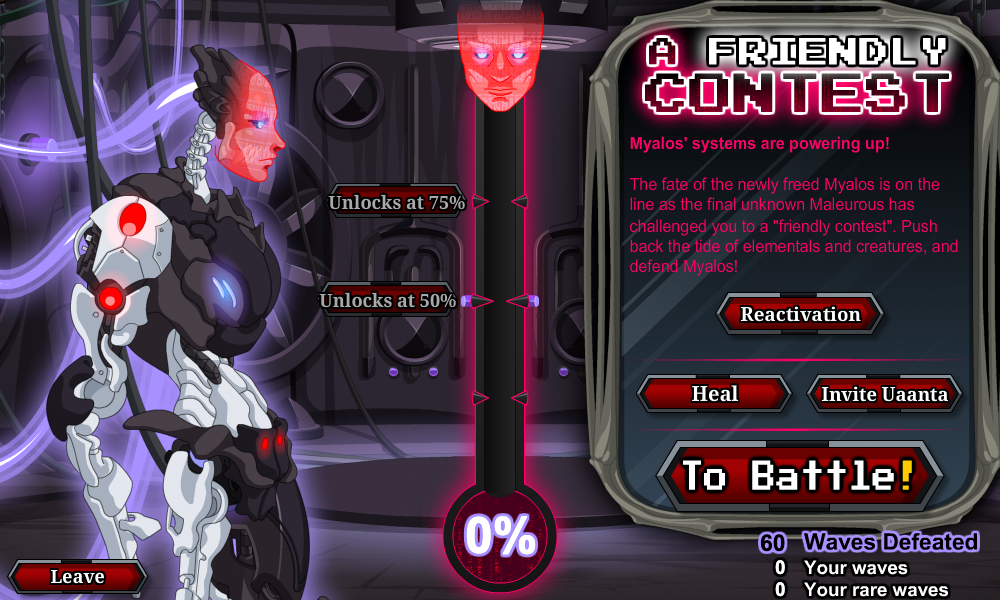 A FRIENDLY
CONTEST
Myalos' systems are powering up!
The fate of the newly freed Myalos is on the
line as the final unknown Maleurous has
challenged you to a "friendly contest". Push
back the tide of elementals and creatures, and
defend Myalos!
Unlocks at 75%
Unlocks at 50%
Reactivation
Heal
Invite Uaanta
To Battle!
0%
60 Waves Defeated
0 Your waves
0 Your rare waves
Leave